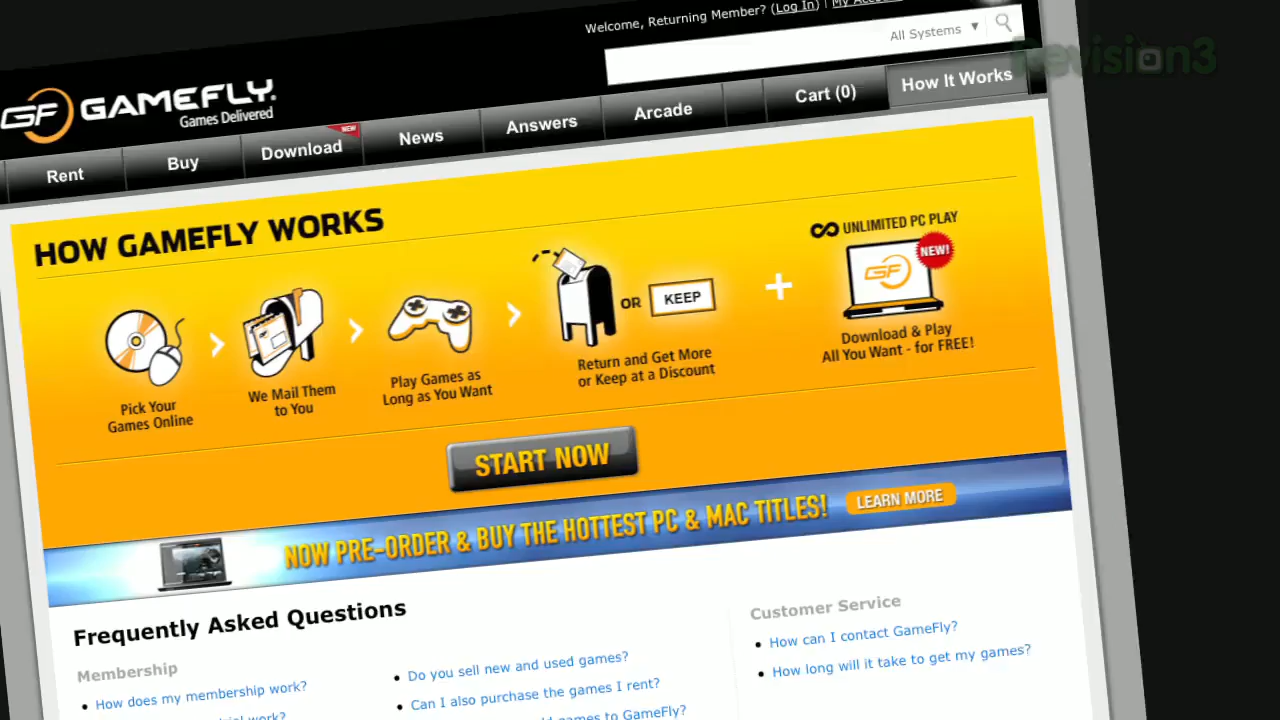 Welcome, Returning Member? (Log In) |
All Systems
Revision3
GF GAMEFLY.
Games Delivered
Rent
Buy
Download
NEW
News
Answers
Arcade
Cart (0)
How It Works
HOW GAMEFLY WORKS
Pick Your
Games Online
We Mail Them
to You
Play Games as
Long as You Want
OR
KEEP
Return and Get More
or Keep at a Discount
+
UNLIMITED PC PLAY
GF
NEW!
Download & Play
All You Want - for FREE!
START NOW
NOW PRE-ORDER & BUY THE HOTTEST PC & MAC TITLES!
LEARN MORE
Frequently Asked Questions
Membership
• How does my membership work?
• Do you sell new and used games?
• Can I also purchase the games I rent?
games to GameFly?
Customer Service
• How can I contact GameFly?
• How long will it take to get my games?